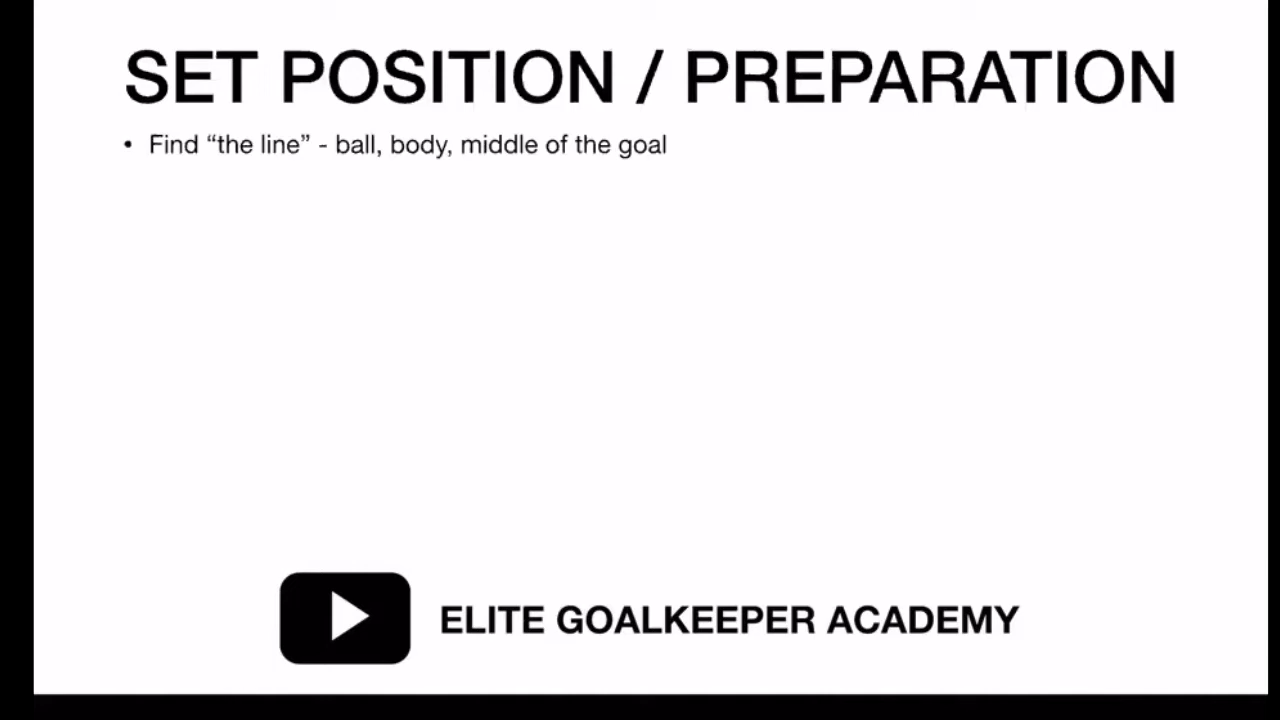 SET POSITION / PREPARATION
• Find “the line” - ball, body, middle of the goal
ELITE GOALKEEPER ACADEMY